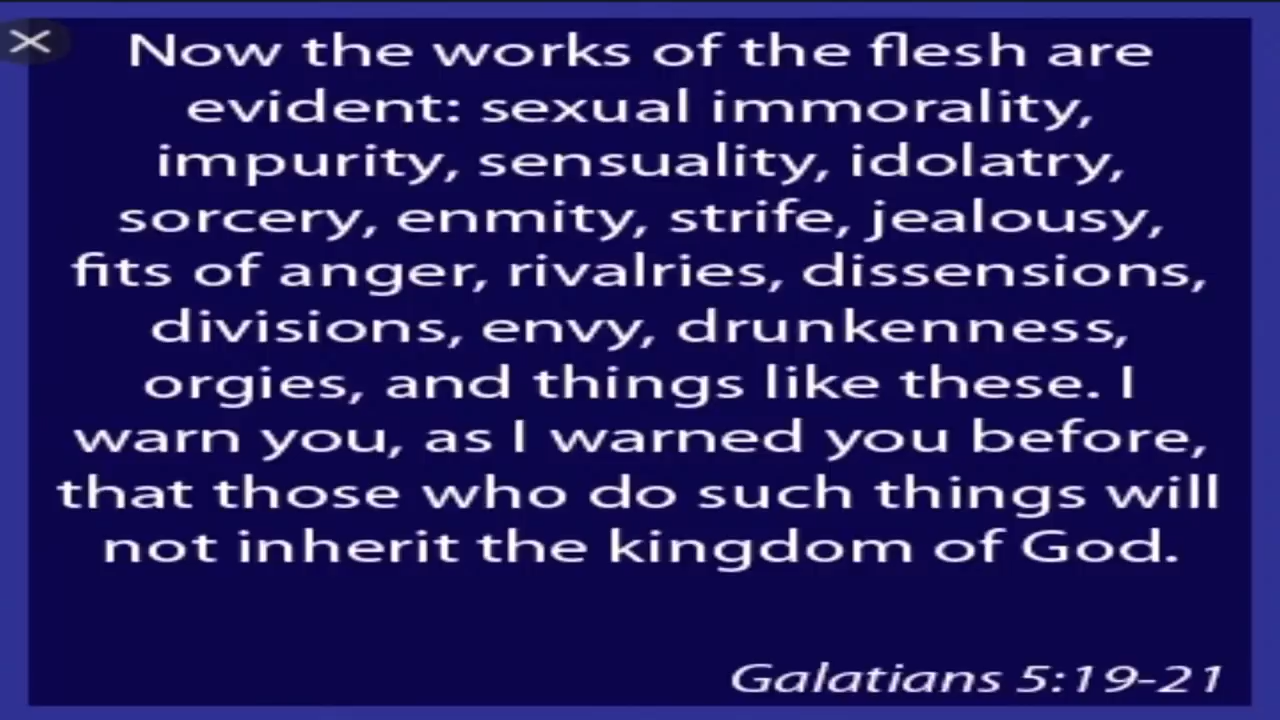 Now the works of the flesh are
evident: sexual immorality,
impurity, sensuality, idolatry,
sorcery, enmity, strife, jealousy,
fits of anger, rivalries, dissensions,
divisions, envy, drunkenness,
orgies, and things like these. I
warn you, as I warned you before,
that those who do such things will
not inherit the kingdom of God.
Galatians 5:19-21